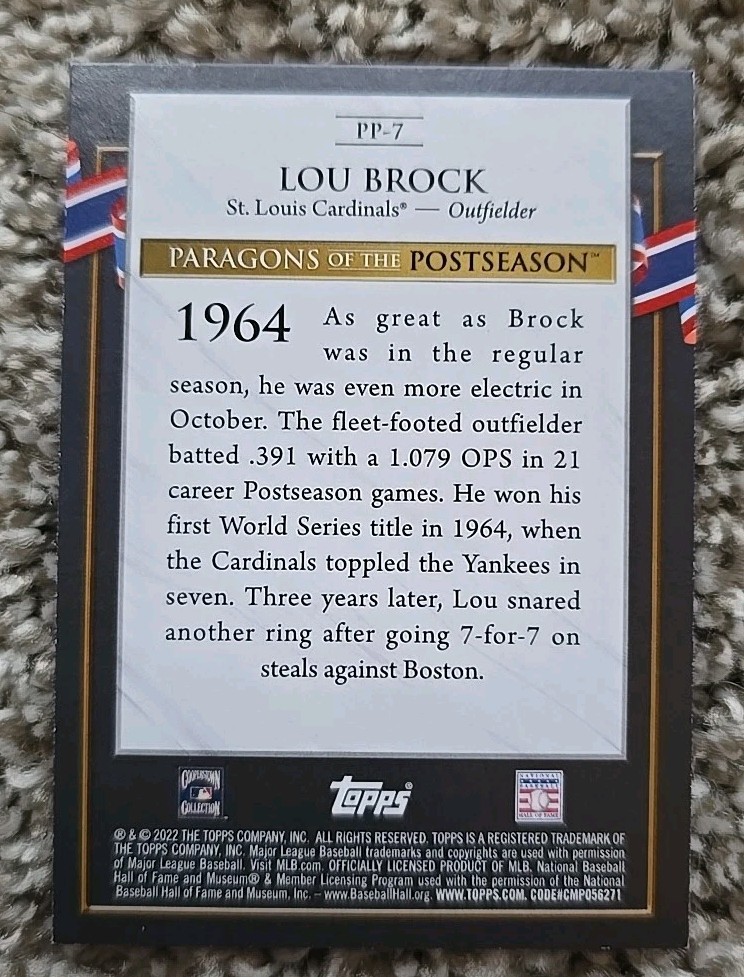 PP-7
LOU BROCK
St. Louis Cardinals® — Outfielder
PARAGONS OF THE POSTSEASON™
1964 As great as Brock
was in the regular
season, he was even more electric in
October. The fleet-footed outfielder
batted .391 with a 1.079 OPS in 21
career Postseason games. He won his
first World Series title in 1964, when
the Cardinals toppled the Yankees in
seven. Three years later, Lou snared
another ring after going 7-for-7 on
steals against Boston.
COOPERSTOWN
COLLECTION
topps®
NATIONAL
BASEBALL
HALL OF FAME
® & © 2022 THE TOPPS COMPANY, INC. ALL RIGHTS RESERVED. TOPPS IS A REGISTERED TRADEMARK OF
THE TOPPS COMPANY, INC. Major League Baseball trademarks and copyrights are used with permission
of Major League Baseball. Visit MLB.com. OFFICIALLY LICENSED PRODUCT OF MLB. National Baseball
Hall of Fame and Museum® & Member Licensing Program used with the permission of the National
Baseball Hall of Fame and Museum, Inc. – www.BaseballHall.org. WWW.TOPPS.COM. CODE#CMP056271